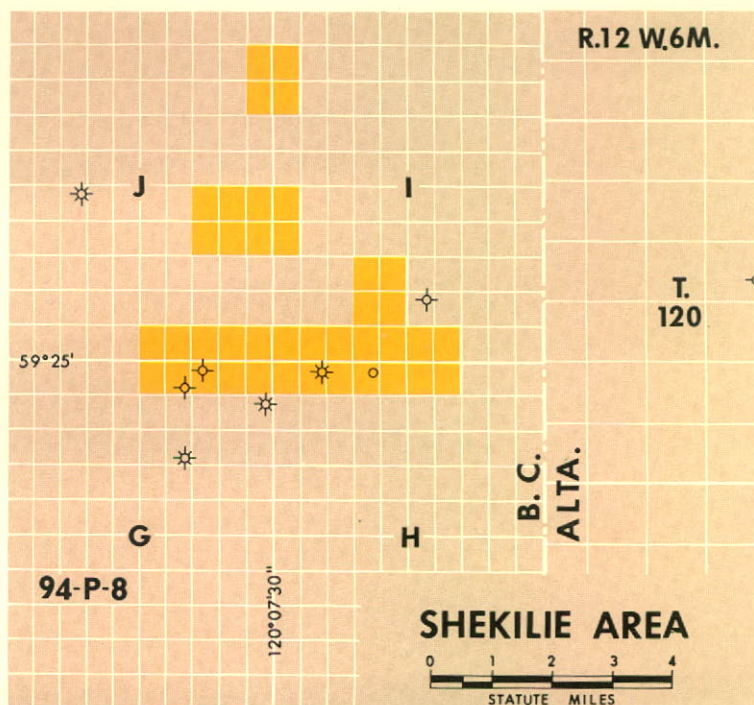 R.12 W.6M.
J
I
T.
120
59°25'
B. C.
ALTA.
G
H
94-P-8
120°07'30"
SHEKILIE AREA
0 1 2 3 4
STATUTE MILES